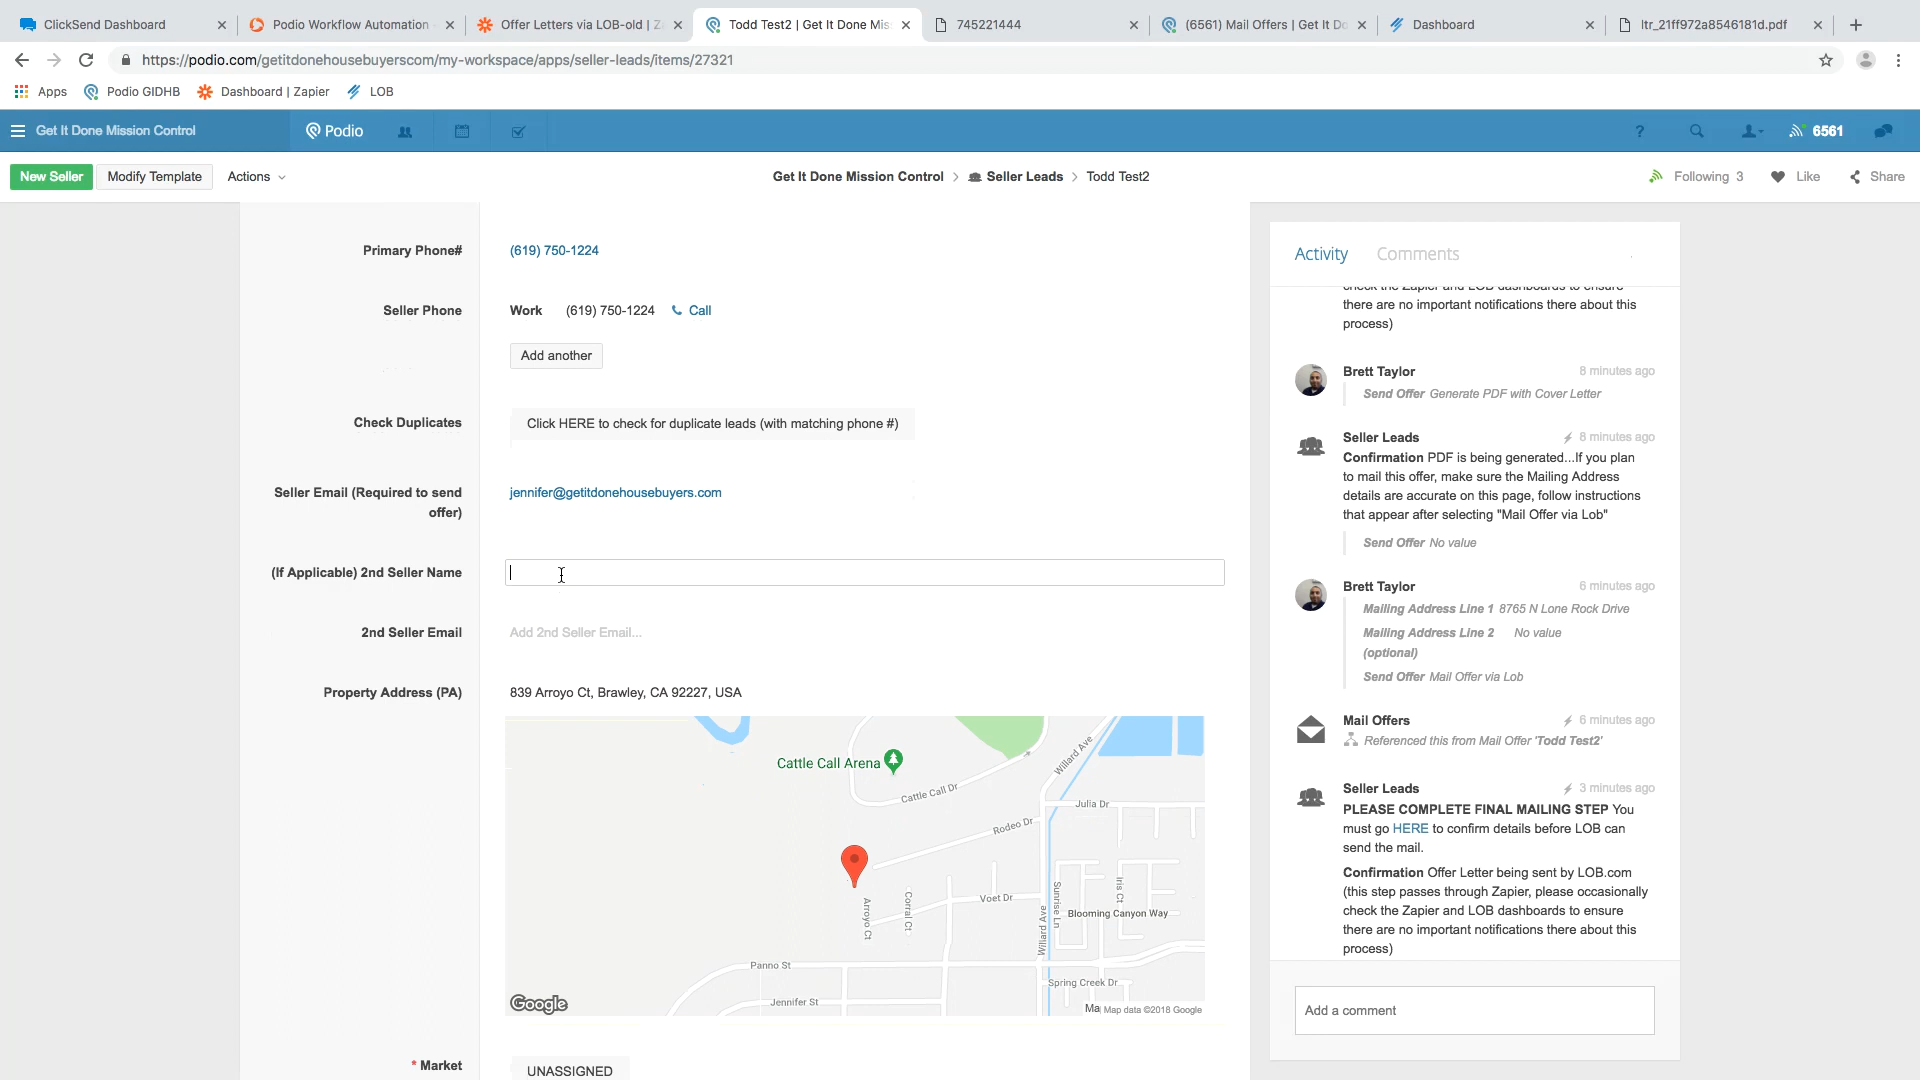 ClickSend Dashboard
Podio Workflow Automation
Offer Letters via LOB-old | Z
Todd Test2 | Get It Done Mis
745221444
(6561) Mail Offers | Get It Do
Dashboard
ltr_21ff972a8546181d.pdf
https://podio.com/getitdonehousebuyerscom/my-workspace/apps/seller-leads/items/27321
Apps
Podio GIDHB
Dashboard | Zapier
LOB
Get It Done Mission Control
Podio
?
6561
New Seller
Modify Template
Actions
Get It Done Mission Control > Seller Leads > Todd Test2
Following 3
Like
Share
Primary Phone#
(619) 750-1224
Seller Phone
Work (619) 750-1224 Call
Add another
Check Duplicates
Click HERE to check for duplicate leads (with matching phone #)
Seller Email (Required to send
offer)
jennifer@getitdonehousebuyers.com
(If Applicable) 2nd Seller Name
2nd Seller Email
Add 2nd Seller Email...
Property Address (PA)
839 Arroyo Ct, Brawley, CA 92227, USA
Cattle Call Arena
Cattle Call Dr
Willard Ave
Julia Dr
Rodeo Dr
Arroyo Ct
Corral Ct
Voet Dr
Willard Ave
Sunrise Ln
Iris Ct
Blooming Canyon Way
Panno St
Spring Creek Dr
Jennifer St
Google
Ma
Map data ©2018 Google
* Market
UNASSIGNED
Activity
Comments
check the Zapier and LOB dashboards to ensure
there are no important notifications there about this
process)
Brett Taylor
8 minutes ago
Send Offer Generate PDF with Cover Letter
Seller Leads
8 minutes ago
Confirmation PDF is being generated...If you plan
to mail this offer, make sure the Mailing Address
details are accurate on this page, follow instructions
that appear after selecting "Mail Offer via Lob"
Send Offer No value
Brett Taylor
6 minutes ago
Mailing Address Line 1 8765 N Lone Rock Drive
Mailing Address Line 2 No value
(optional)
Send Offer Mail Offer via Lob
Mail Offers
6 minutes ago
Referenced this from Mail Offer 'Todd Test2'
Seller Leads
3 minutes ago
PLEASE COMPLETE FINAL MAILING STEP You
must go HERE to confirm details before LOB can
send the mail.
Confirmation Offer Letter being sent by LOB.com
(this step passes through Zapier, please occasionally
check the Zapier and LOB dashboards to ensure
there are no important notifications there about this
process)
Add a comment